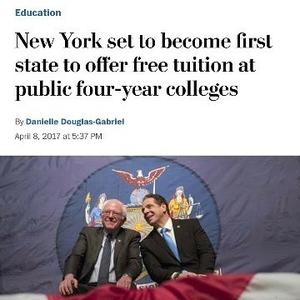 Education
New York set to become first
state to offer free tuition at
public four-year colleges
By Danielle Douglas-Gabriel
April 8, 2017 at 5:37 PM